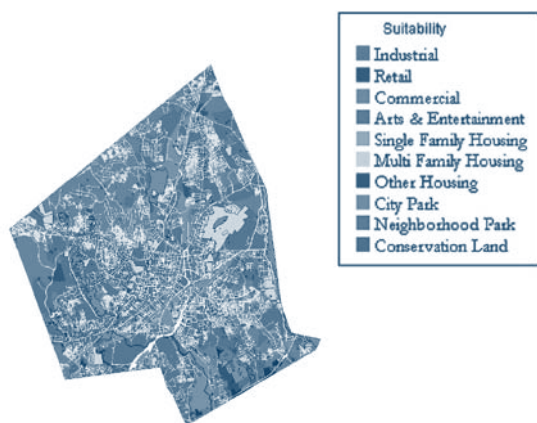 Suitability
Industrial
Retail
Commercial
Arts & Entertainment
Single Family Housing
Multi Family Housing
Other Housing
City Park
Neighborhood Park
Conservation Land